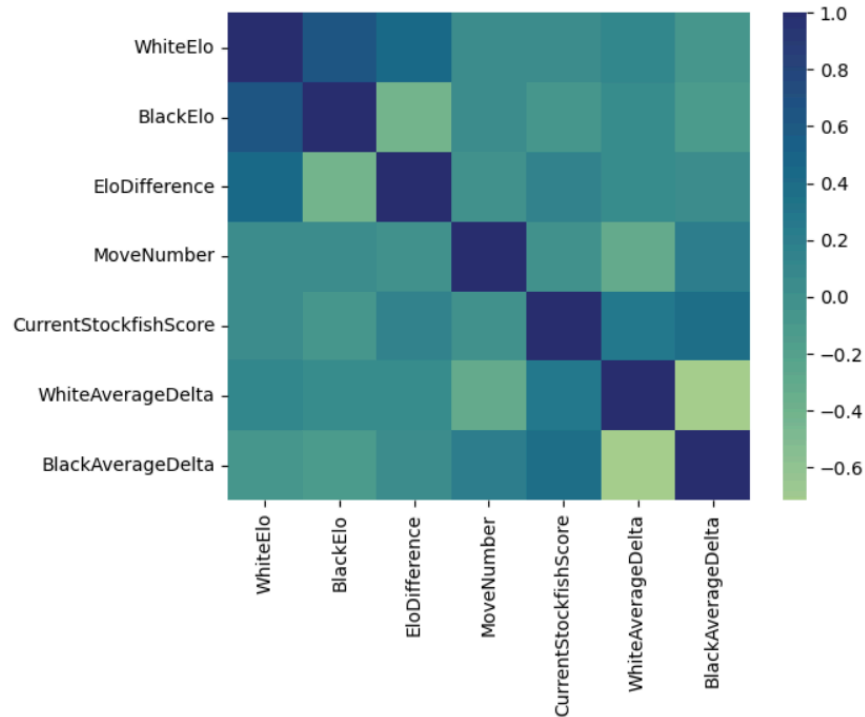 WhiteElo
BlackElo
EloDifference
MoveNumber
CurrentStockfishScore
WhiteAverageDelta
BlackAverageDelta
WhiteElo
BlackElo
EloDifference
MoveNumber
CurrentStockfishScore
WhiteAverageDelta
BlackAverageDelta
1.0
0.8
0.6
0.4
0.2
0.0
−0.2
−0.4
−0.6